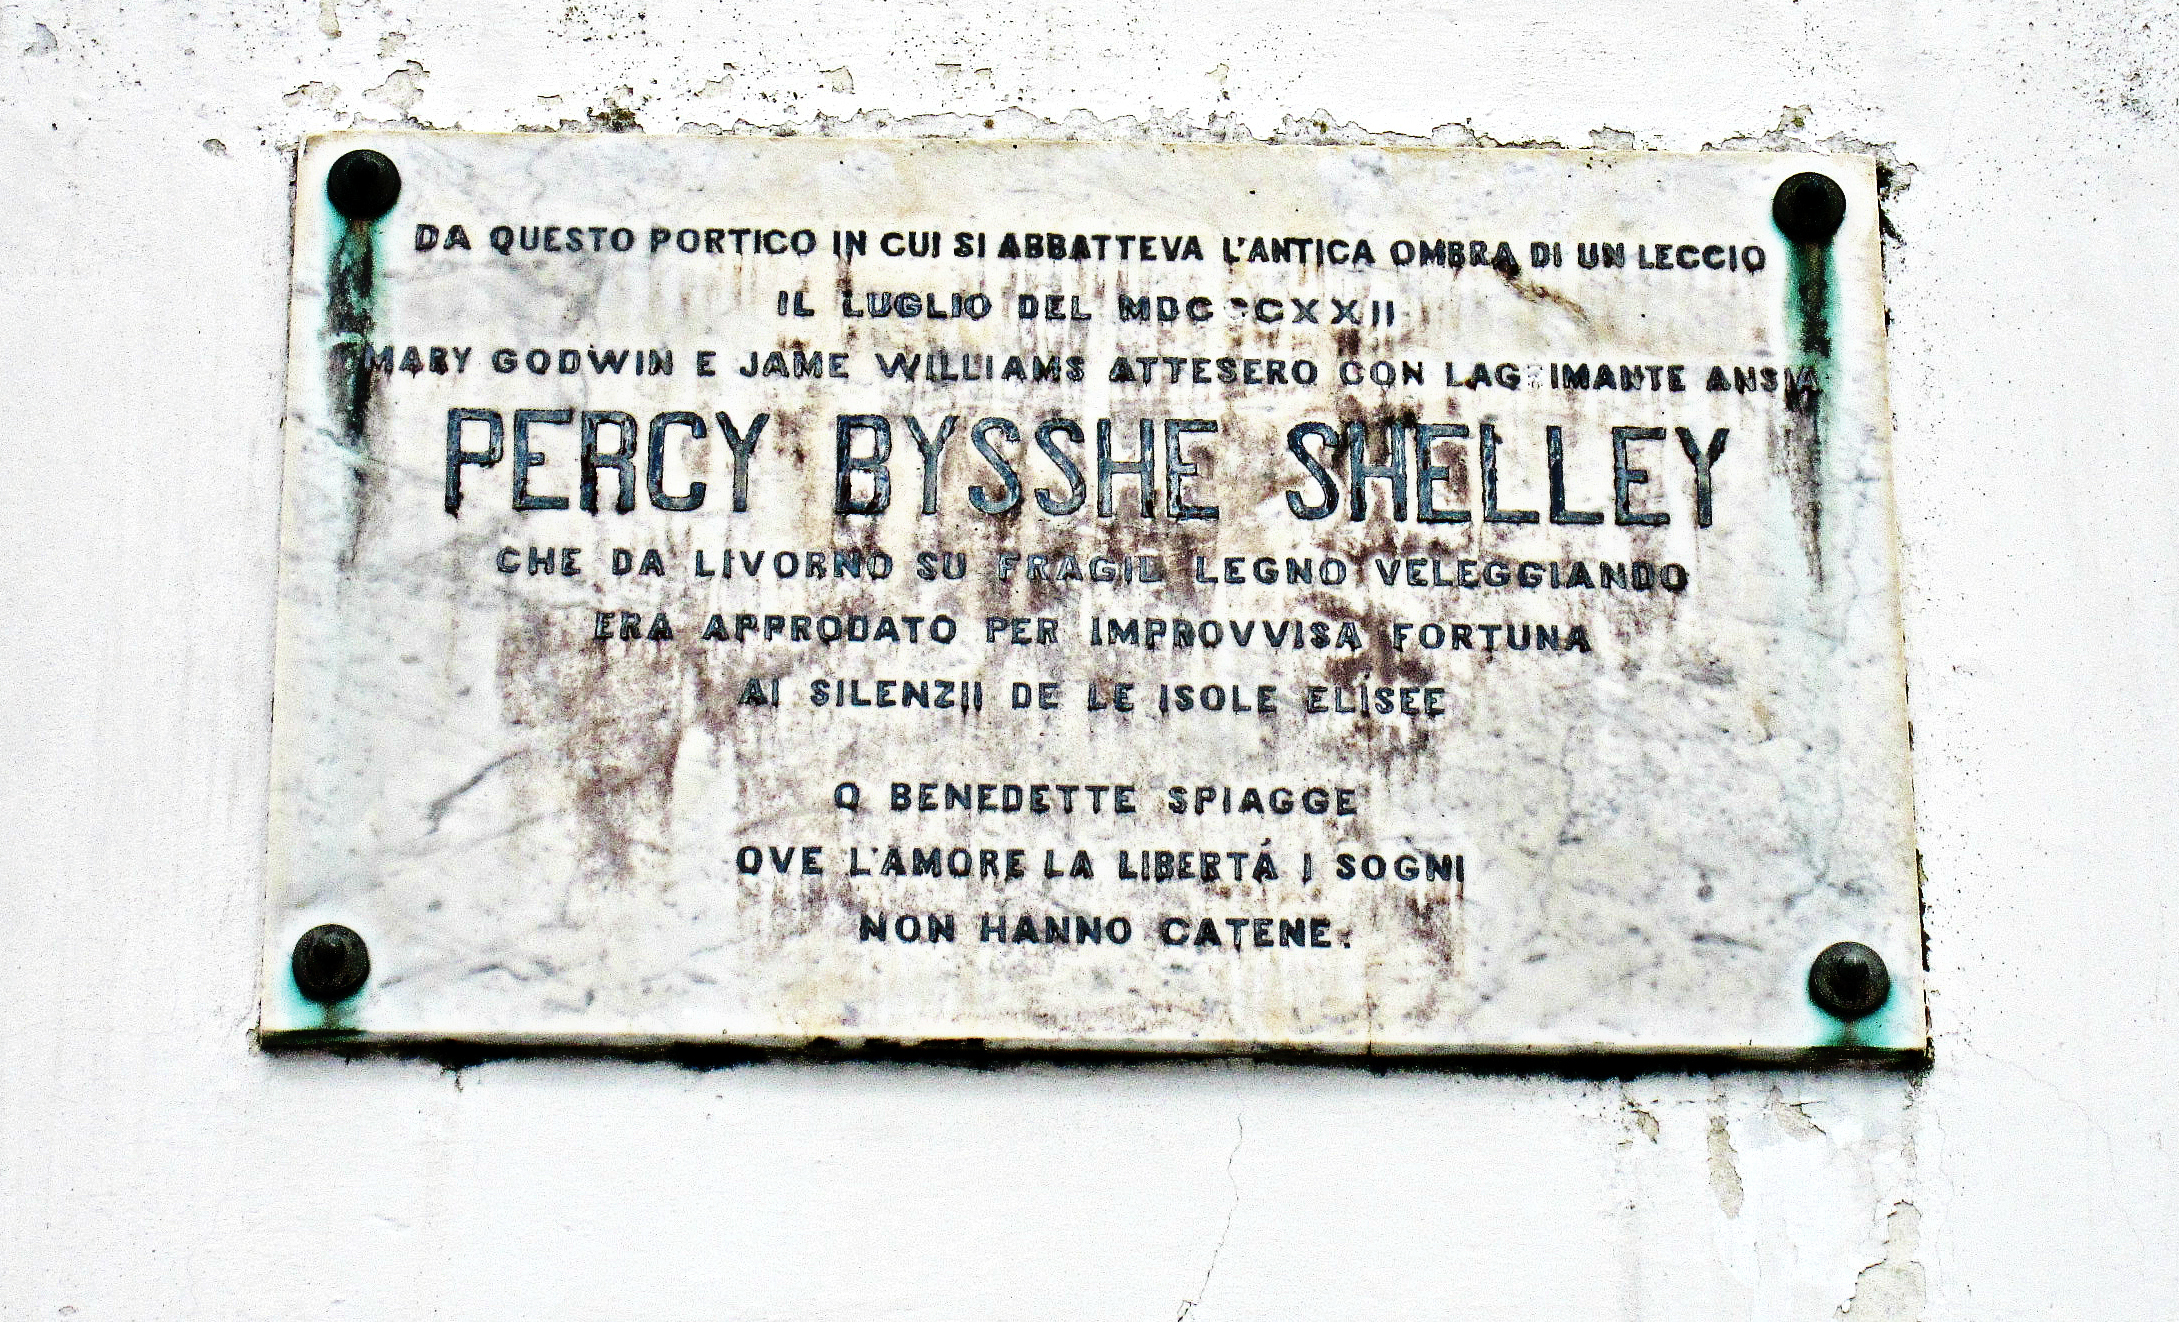 DA QUESTO PORTICO IN CUI SI ABBATTEVA L'ANTICA OMBRA DI UN LECCIO
IL LUGLIO DEL MDCCCXXII
MARY GODWIN E JAME WILLIAMS ATTESERO CON LAGRIMANTE ANSIA
PERCY BYSSHE SHELLEY
CHE DA LIVORNO SU FRAGIL LEGNO VELEGGIANDO
ERA APPRODATO PER IMPROVVISA FORTUNA
AI SILENZII DE LE ISOLE ELÍSEE
O BENEDETTE SPIAGGE
OVE L'AMORE LA LIBERTÁ I SOGNI
NON HANNO CATENE.